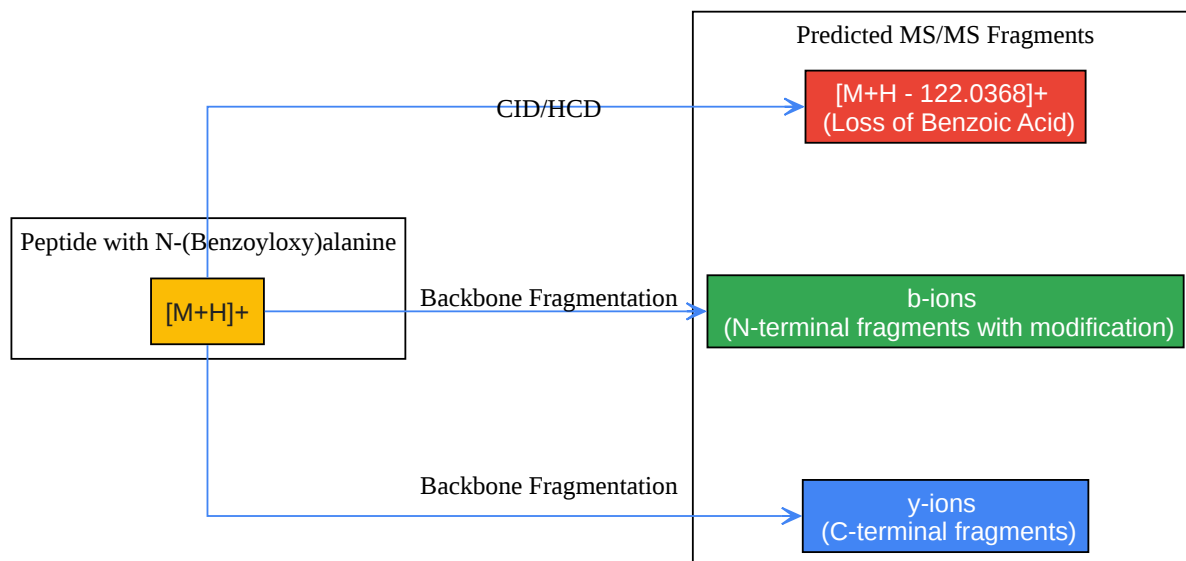 Predicted MS/MS Fragments
[M+H - 122.0368]+
(Loss of Benzoic Acid)
CID/HCD
Peptide with N-(Benzoyloxy)alanine
[M+H]+
Backbone Fragmentation
b-ions
(N-terminal fragments with modification)
Backbone Fragmentation
y-ions
(C-terminal fragments)